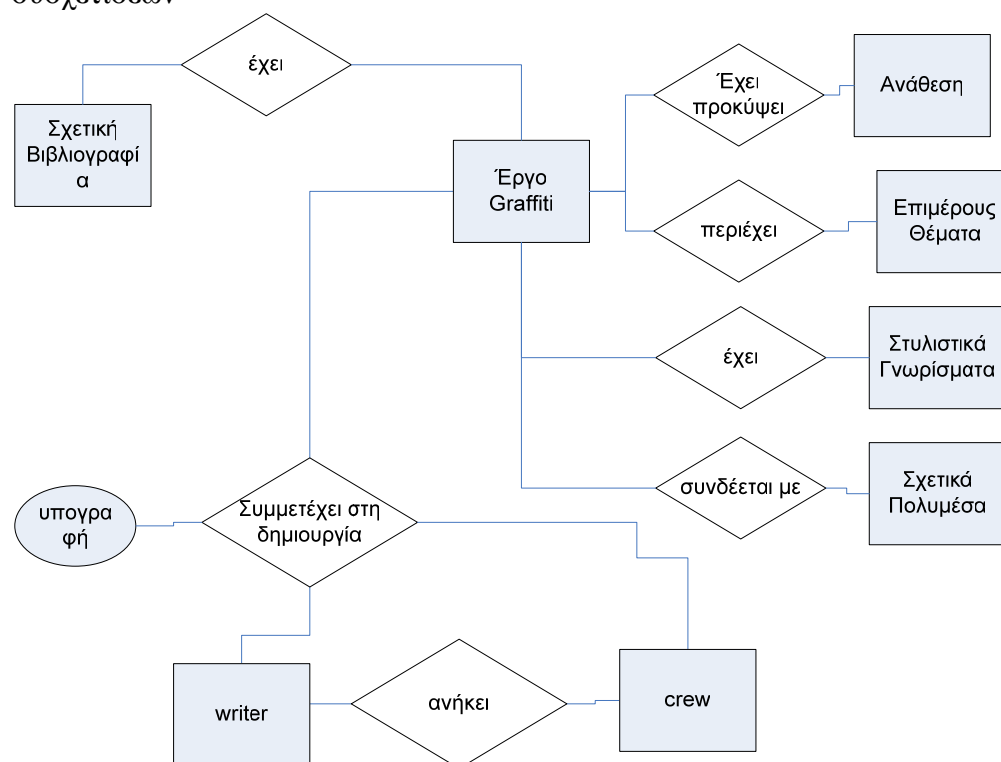 συσχετίσεων
έχει
Έχει
προκύψει
Ανάθεση
Σχετική
Βιβλιογραφί
α
Έργο
Graffiti
περιέχει
Επιμέρους
Θέματα
έχει
Στυλιστικά
Γνωρίσματα
συνδέεται με
Σχετικά
Πολυμέσα
υπογρα
φή
Συμμετέχει στη
δημιουργία
writer
ανήκει
crew